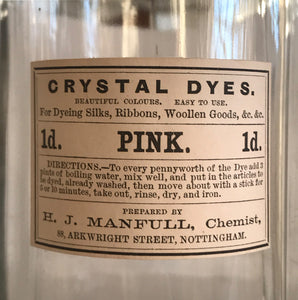 CRYSTAL DYES.
BEAUTIFUL COLOURS. EASY TO USE.
For Dyeing Silks, Ribbons, Woollen Goods, &c. &c.
1d. PINK. 1d.
DIRECTIONS.—To every pennyworth of the Dye add 3
pints of boiling water, mix well, and put in the articles to
be dyed, already washed, then move about with a stick for
5 or 10 minutes, take out, rinse, dry, and iron.
PREPARED BY
H. J. MANFULL, Chemist,
88, ARKWRIGHT STREET, NOTTINGHAM.